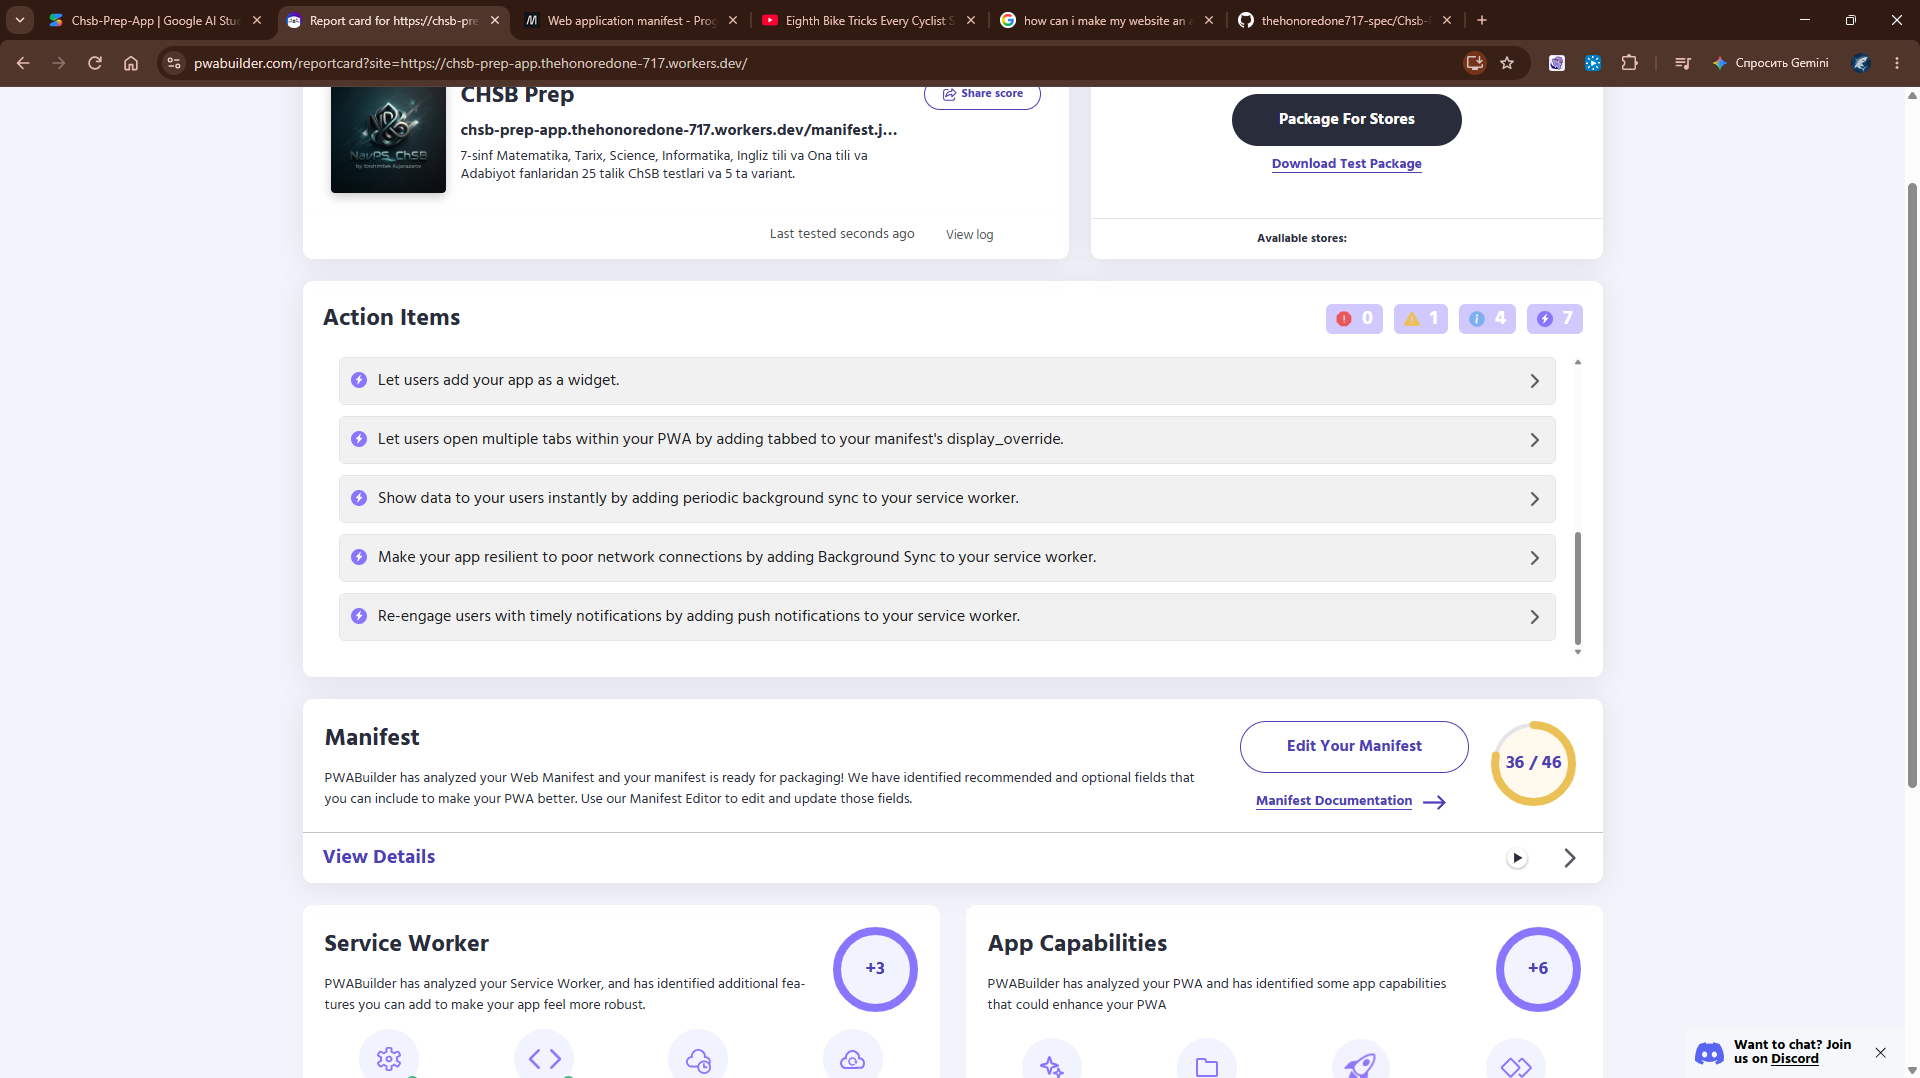 Chsb-Prep-App | Google AI Stu
Report card for https://chsb-pre
Web application manifest - Prog
Eighth Bike Tricks Every Cyclist S
how can i make my website an a
thehonoredone717-spec/Chsb-
pwabuilder.com/reportcard?site=https://chsb-prep-app.thehonoredone-717.workers.dev/
Спросить Gemini
CHSB Prep
Share score
chsb-prep-app.thehonoredone-717.workers.dev/manifest.j...
7-sinf Matematika, Tarix, Science, Informatika, Ingliz tili va Ona tili va
Adabiyot fanlaridan 25 talik ChSB testlari va 5 ta variant.
NavPS_ChSB
Last tested seconds ago
View log
Package For Stores
Download Test Package
Available stores:
Action Items
0
1
4
7
Let users add your app as a widget.
Let users open multiple tabs within your PWA by adding tabbed to your manifest's display_override.
Show data to your users instantly by adding periodic background sync to your service worker.
Make your app resilient to poor network connections by adding Background Sync to your service worker.
Re-engage users with timely notifications by adding push notifications to your service worker.
Manifest
PWABuilder has analyzed your Web Manifest and your manifest is ready for packaging! We have identified recommended and optional fields that
you can include to make your PWA better. Use our Manifest Editor to edit and update those fields.
Edit Your Manifest
Manifest Documentation
36 / 46
View Details
Service Worker
PWABuilder has analyzed your Service Worker, and has identified additional fea-
tures you can add to make your app feel more robust.
+3
App Capabilities
PWABuilder has analyzed your PWA and has identified some app capabilities
that could enhance your PWA
+6
Want to chat? Join
us on Discord